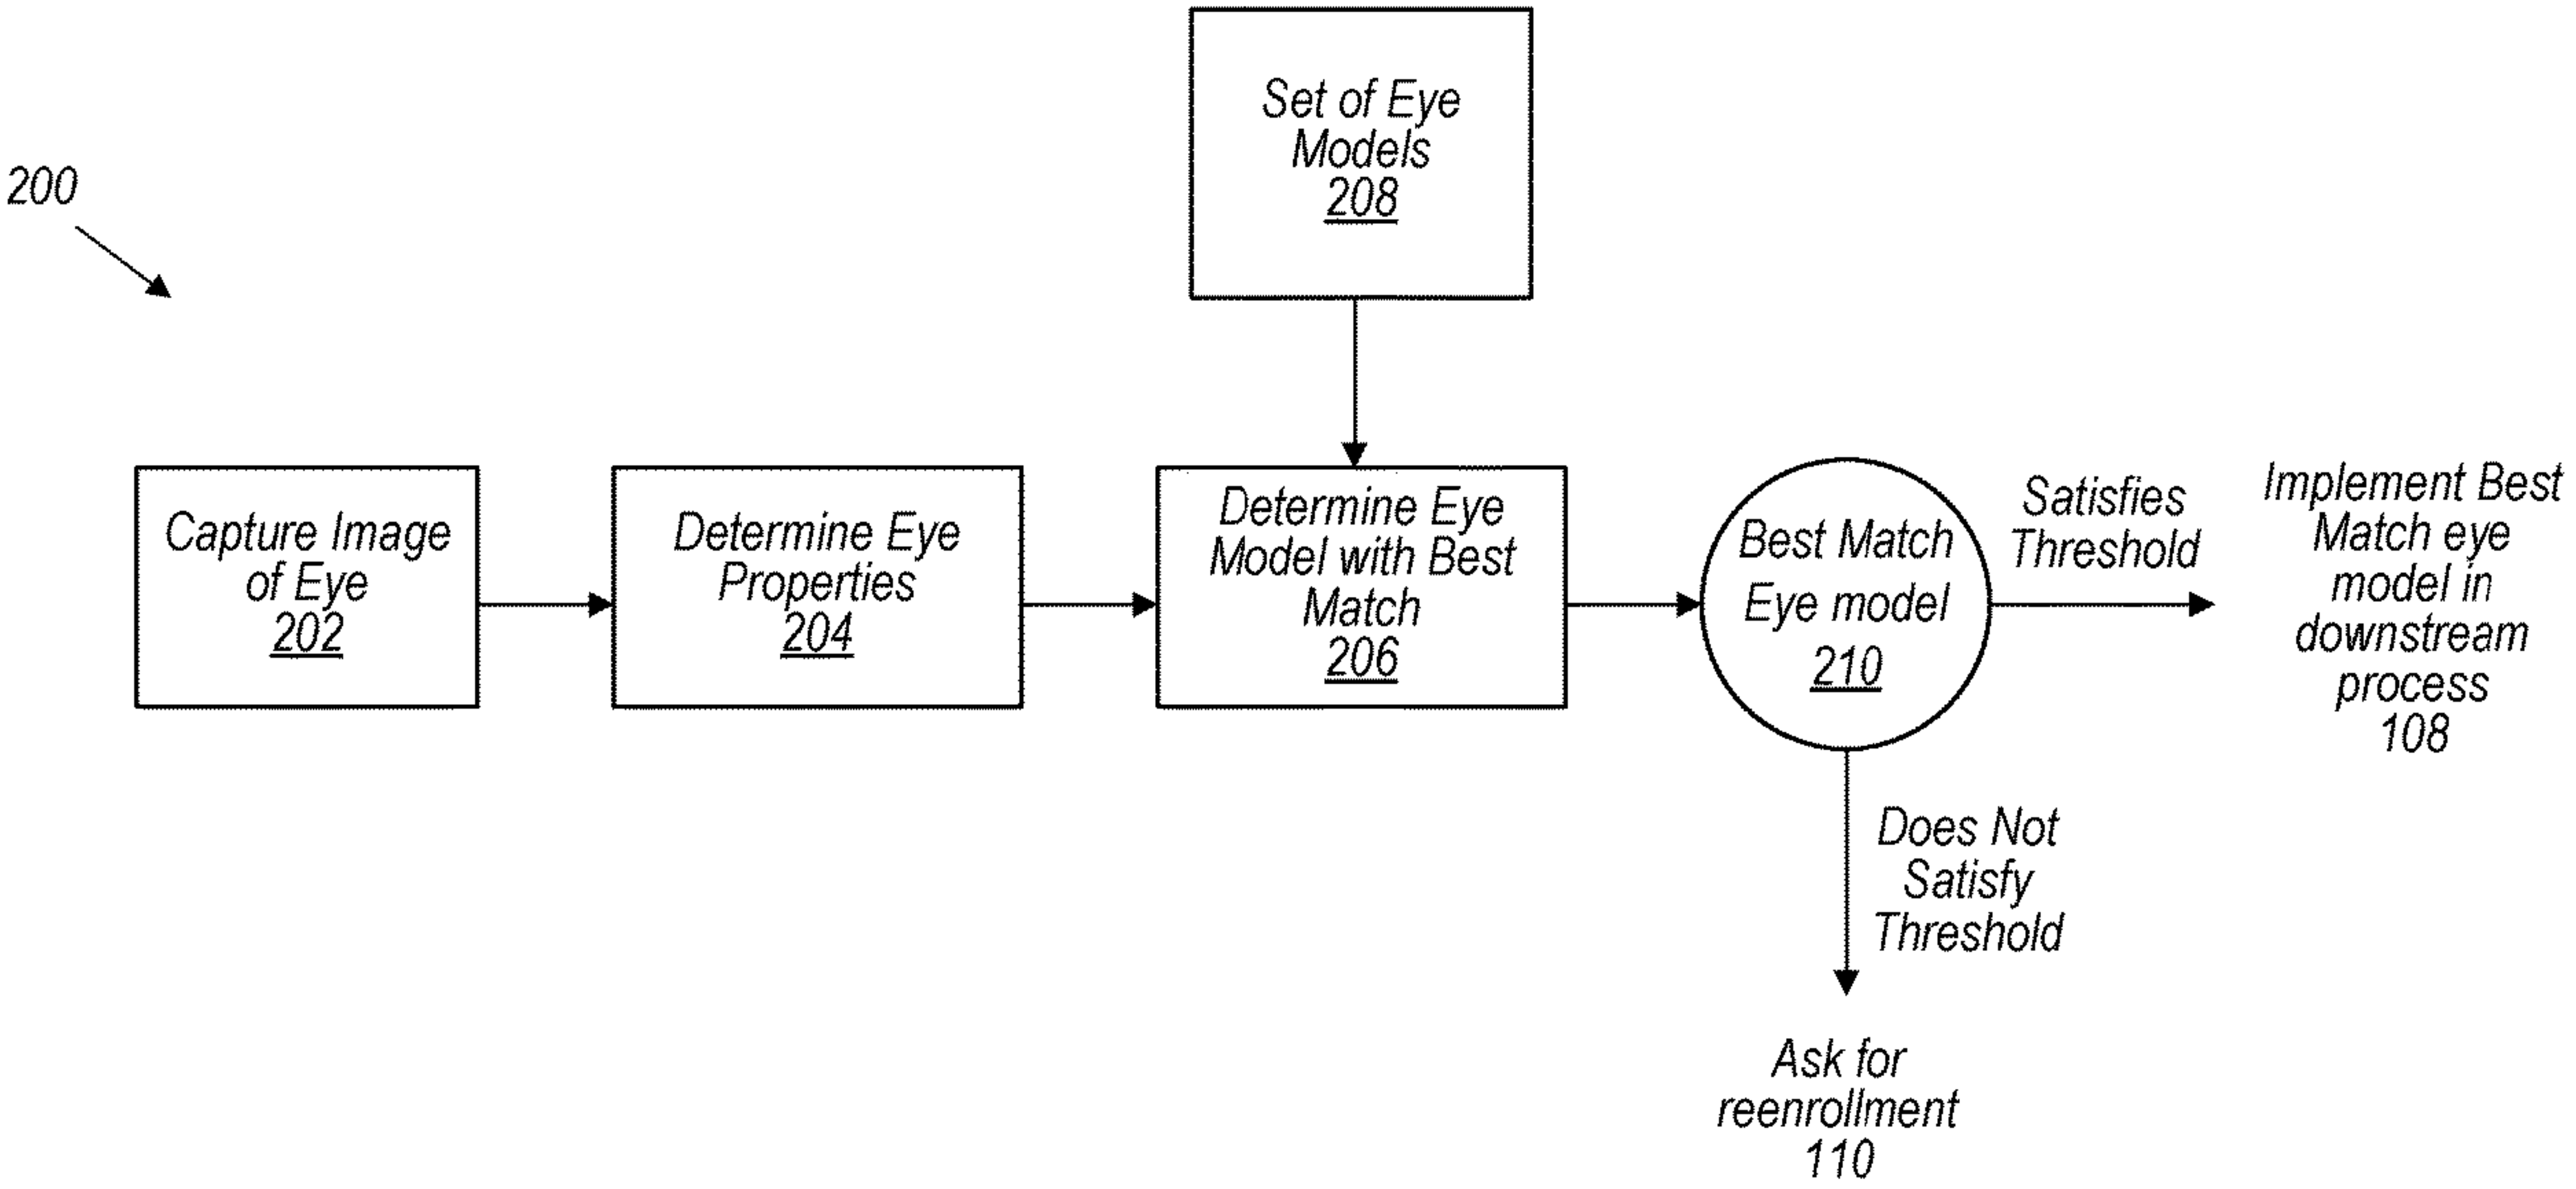 200
Set of Eye
Models
208
Capture Image
of Eye
202
Determine Eye
Properties
204
Determine Eye
Model with Best
Match
206
Best Match
Eye model
210
Satisfies
Threshold
Implement Best
Match eye
model in
downstream
process
108
Does Not
Satisfy
Threshold
Ask for
reenrollment
110